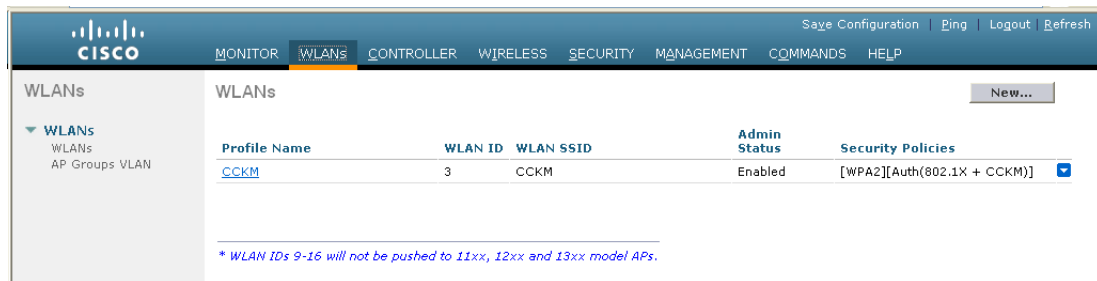 Save Configuration | Ping | Logout | Refresh
CISCO
MONITOR WLANs CONTROLLER WIRELESS SECURITY MANAGEMENT COMMANDS HELP
WLANs
WLANs
WLANs
AP Groups VLAN
WLANs
New...
Profile Name WLAN ID WLAN SSID Admin Status Security Policies
CCKM 3 CCKM Enabled [WPA2][Auth(802.1X + CCKM)]
* WLAN IDs 9-16 will not be pushed to 11xx, 12xx and 13xx model APs.